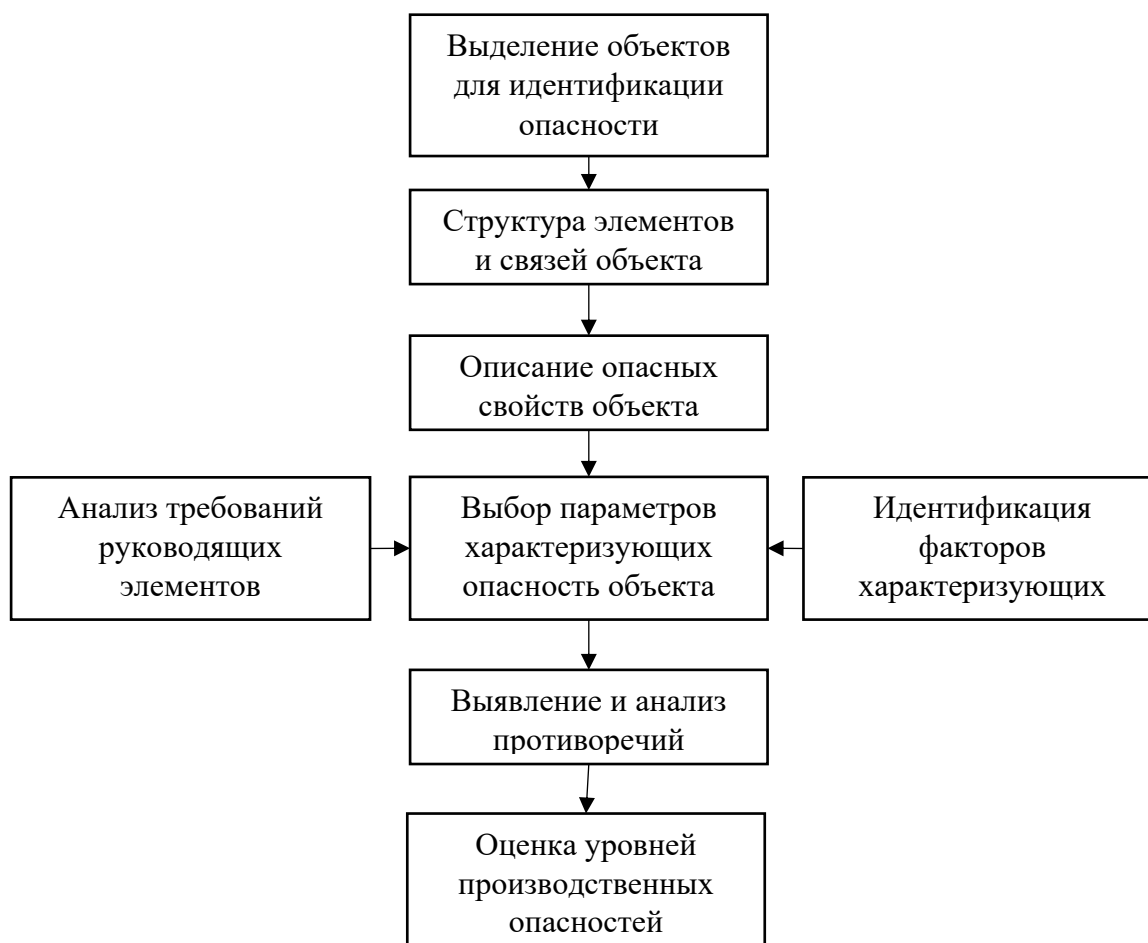 Выделение объектов
для идентификации
опасности
Структура элементов
и связей объекта
Описание опасных
свойств объекта
Анализ требований
руководящих
элементов
Выбор параметров
характеризующих
опасность объекта
Идентификация
факторов
характеризующих
Выявление и анализ
противоречий
Оценка уровней
производственных
опасностей